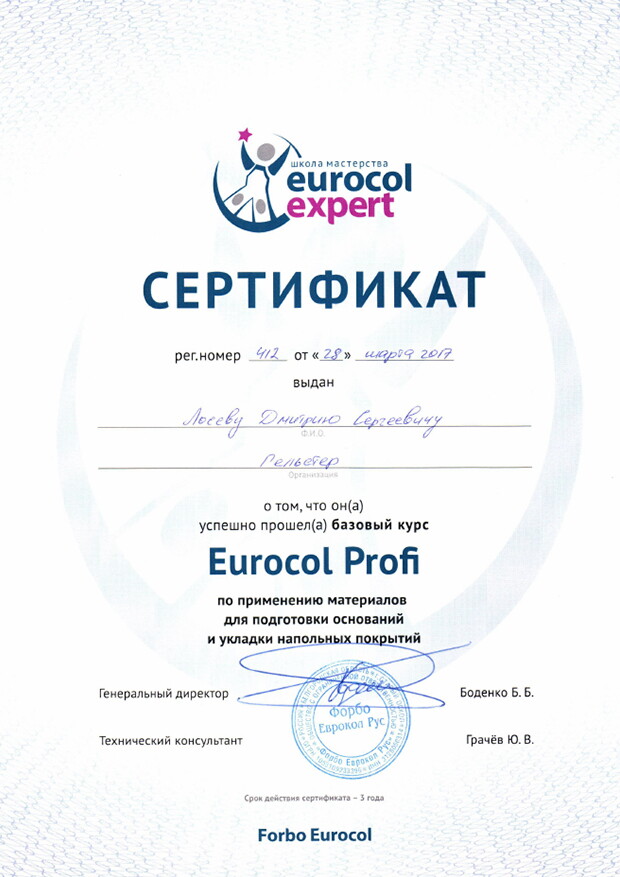 школа мастерства
eurocol
expert
СЕРТИФИКАТ
рег.номер 412 от «28» марта 2017
выдан
Лосеву Дмитрию Сергеевичу
Ф.И.О.
Рельетер
Организация
о том, что он(а)
успешно прошел(а) базовый курс
Eurocol Profi
по применению материалов
для подготовки оснований
и укладки напольных покрытий
Генеральный директор Боденко Б. Б.
Форбо
Еврокол Рус
Технический консультант Грачёв Ю. В.
Срок действия сертификата – 3 года
Forbo Eurocol